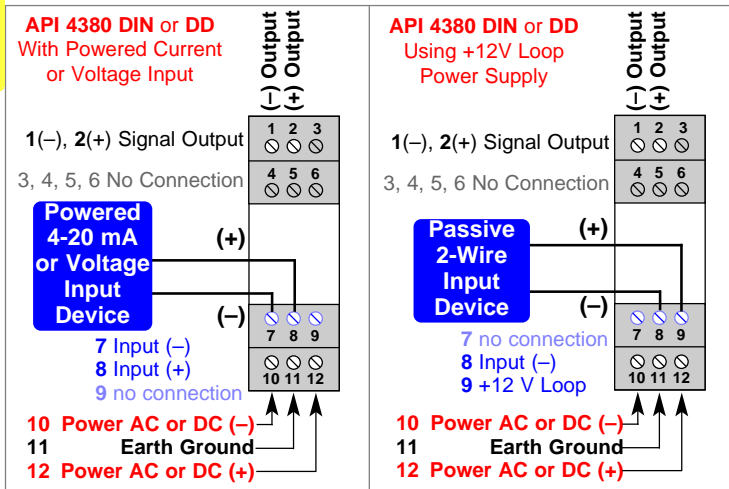 API 4380 DIN or DD
With Powered Current
or Voltage Input
(–) Output
(+) Output
1 2 3
1(–), 2(+) Signal Output
4 5 6
3, 4, 5, 6 No Connection
Powered
4-20 mA
or Voltage
Input
Device
(+)
(–)
7 8 9
7 Input (–)
8 Input (+)
9 no connection
10 11 12
10 Power AC or DC (–)
11 Earth Ground
12 Power AC or DC (+)
API 4380 DIN or DD
Using +12V Loop
Power Supply
(–) Output
(+) Output
1 2 3
1(–), 2(+) Signal Output
4 5 6
3, 4, 5, 6 No Connection
Passive
2-Wire
Input
Device
(+)
(–)
7 8 9
7 no connection
8 Input (–)
9 +12 V Loop
10 11 12
10 Power AC or DC (–)
11 Earth Ground
12 Power AC or DC (+)